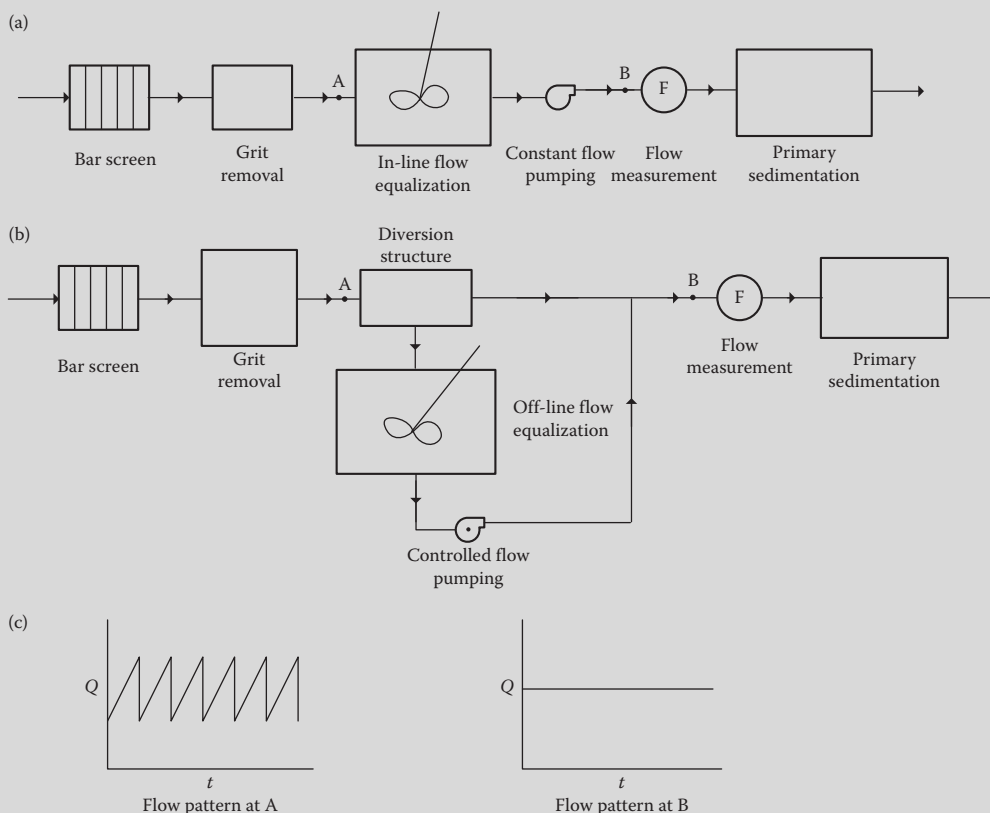 (a)
A
B
F
Bar screen
Grit
removal
In-line flow
equalization
Constant flow
pumping
Flow
measurement
Primary
sedimentation
(b)
Diversion
structure
A
B
F
Bar screen
Grit
removal
Flow
measurement
Primary
sedimentation
Off-line flow
equalization
Controlled flow
pumping
(c)
Q
t
Flow pattern at A
Q
t
Flow pattern at B